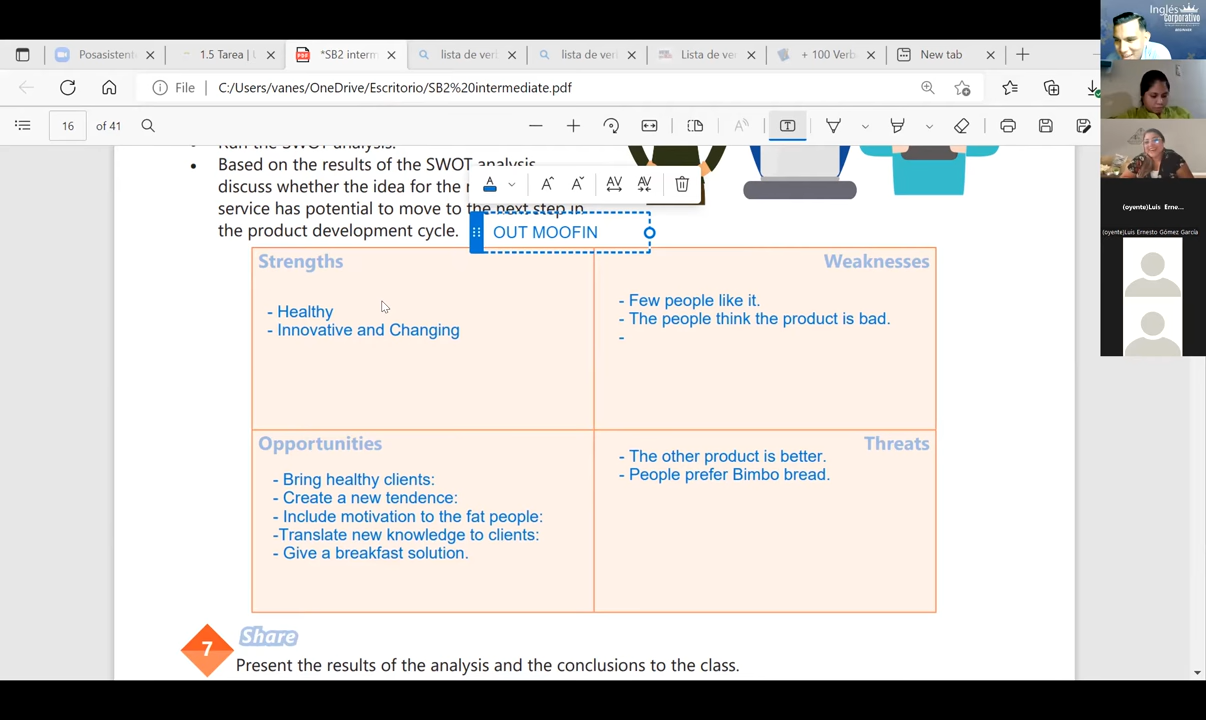 Posasistent
1.5 Tarea | U
*SB2 interm
lista de verb
lista de verb
Lista de ver
+ 100 Verb
New tab
File
C:/Users/vanes/OneDrive/Escritorio/SB2%20intermediate.pdf
16 of 41
Run the SWOT analysis.
• Based on the results of the SWOT analysis,
discuss whether the idea for the
service has potential to move to the next step in
the product development cycle.
OUT MOOFIN
Strengths
- Healthy
- Innovative and Changing
Weaknesses
- Few people like it.
- The people think the product is bad.
-
Opportunities
- Bring healthy clients:
- Create a new tendence:
- Include motivation to the fat people:
-Translate new knowledge to clients:
- Give a breakfast solution.
Threats
- The other product is better.
- People prefer Bimbo bread.
7
Share
Present the results of the analysis and the conclusions to the class.
Inglés
Corporativo
(oyente)Luis Erne...
(oyente)Luis Ernesto Gómez García